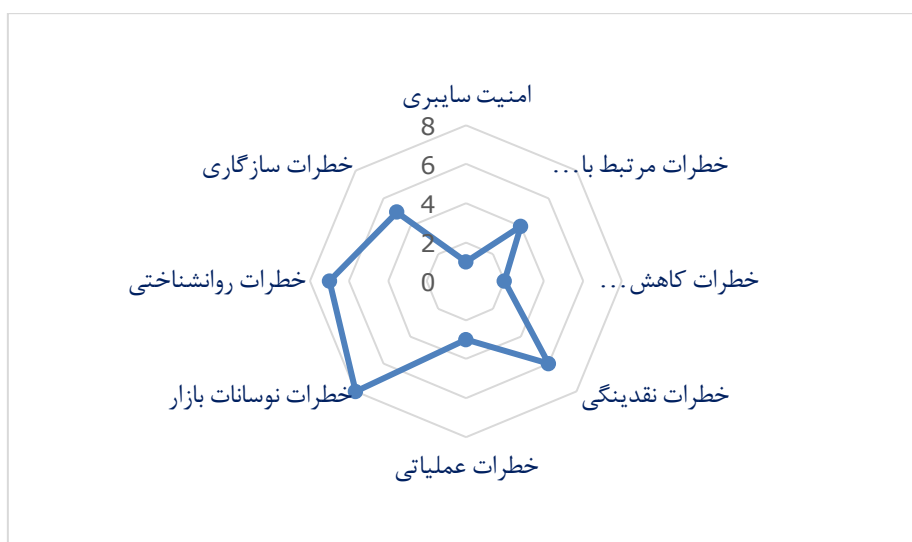 امنیت سایبری
خطرات مرتبط با...
خطرات کاهش...
خطرات نقدینگی
خطرات عملیاتی
خطرات نوسانات بازار
خطرات روانشناختی
خطرات سازگاری
8
6
4
2
0